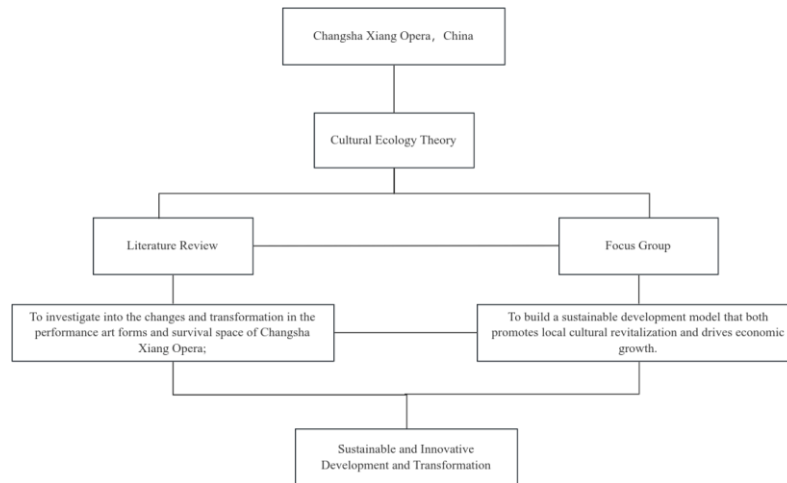 Changsha Xiang Opera，China
Cultural Ecology Theory
Literature Review
Focus Group
To investigate into the changes and transformation in the
performance art forms and survival space of Changsha
Xiang Opera;
To build a sustainable development model that both
promotes local cultural revitalization and drives economic
growth.
Sustainable and Innovative
Development and Transformation